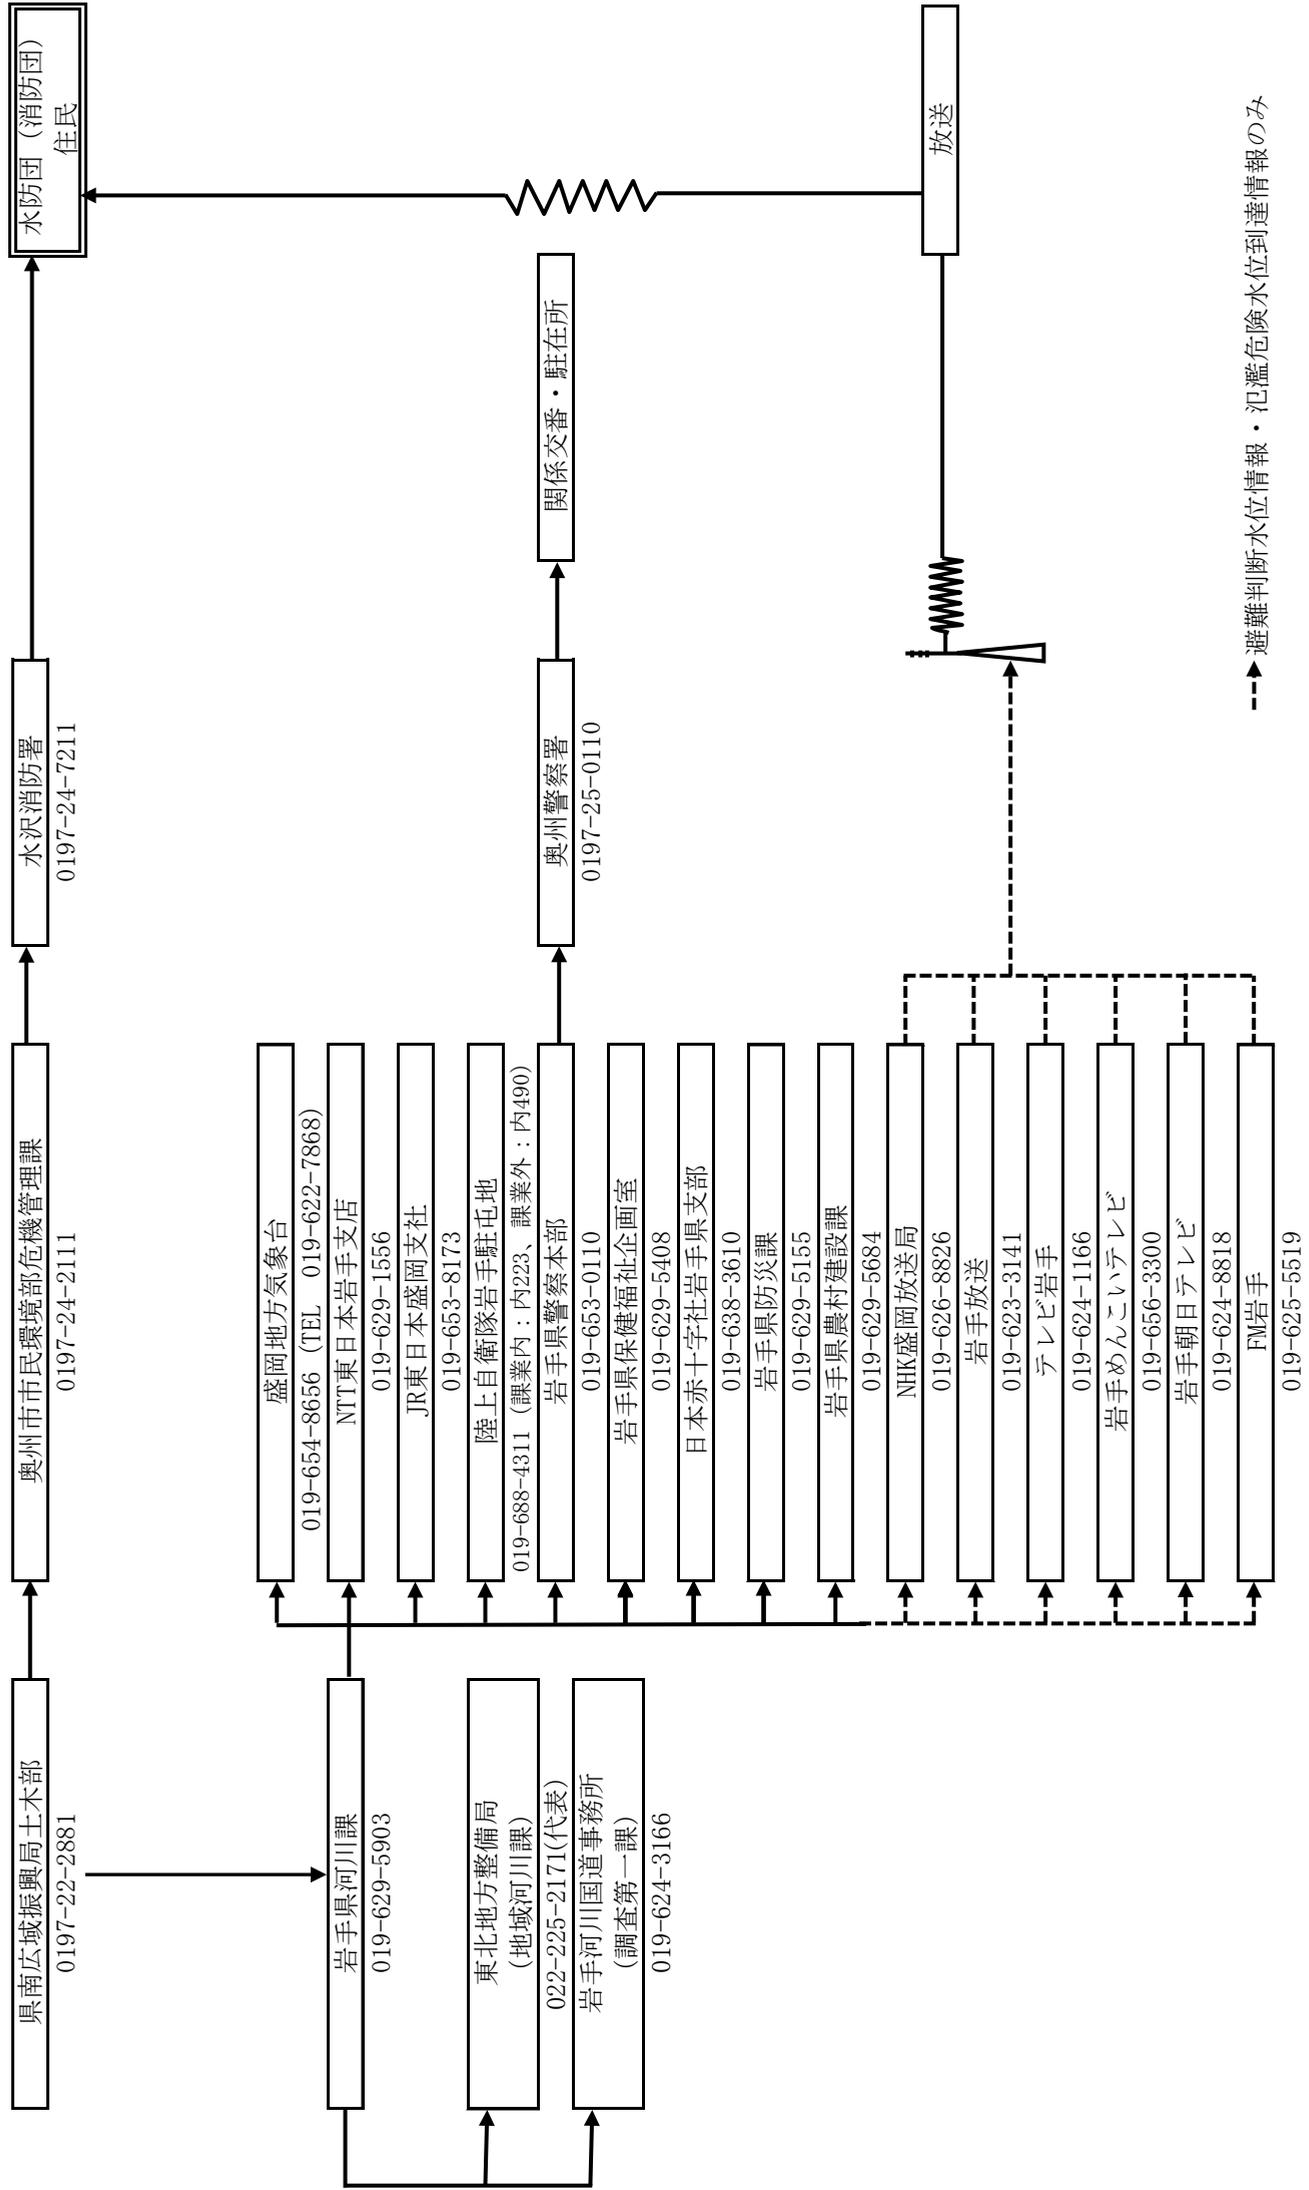 県南広域振興局土木部
0197-22-2881
奥州市市民環境部危機管理課
0197-24-2111
水沢消防署
0197-24-7211
水防団（消防団）
住民
岩手県河川課
019-629-5903
東北地方整備局
（地域河川課）
022-225-2171(代表)
岩手河川国道事務所
（調査第一課）
019-624-3166
盛岡地方気象台
019-654-8656（TEL 019-622-7868）
NTT東日本岩手支店
019-629-1556
JR東日本盛岡支社
019-653-8173
陸上自衛隊岩手駐屯地
019-688-4311（課業内：内223、課業外：内490）
岩手県警察本部
019-653-0110
奥州警察署
0197-25-0110
関係交番・駐在所
岩手県保健福祉企画室
019-629-5408
日本赤十字社岩手県支部
019-638-3610
岩手県防災課
019-629-5155
岩手県農村建設課
019-629-5684
NHK盛岡放送局
019-626-8826
岩手放送
019-623-3141
テレビ岩手
019-624-1166
岩手めんこいテレビ
019-656-3300
岩手朝日テレビ
019-624-8818
FM岩手
019-625-5519
放送
避難判断水位情報・氾濫危険水位到達情報のみ